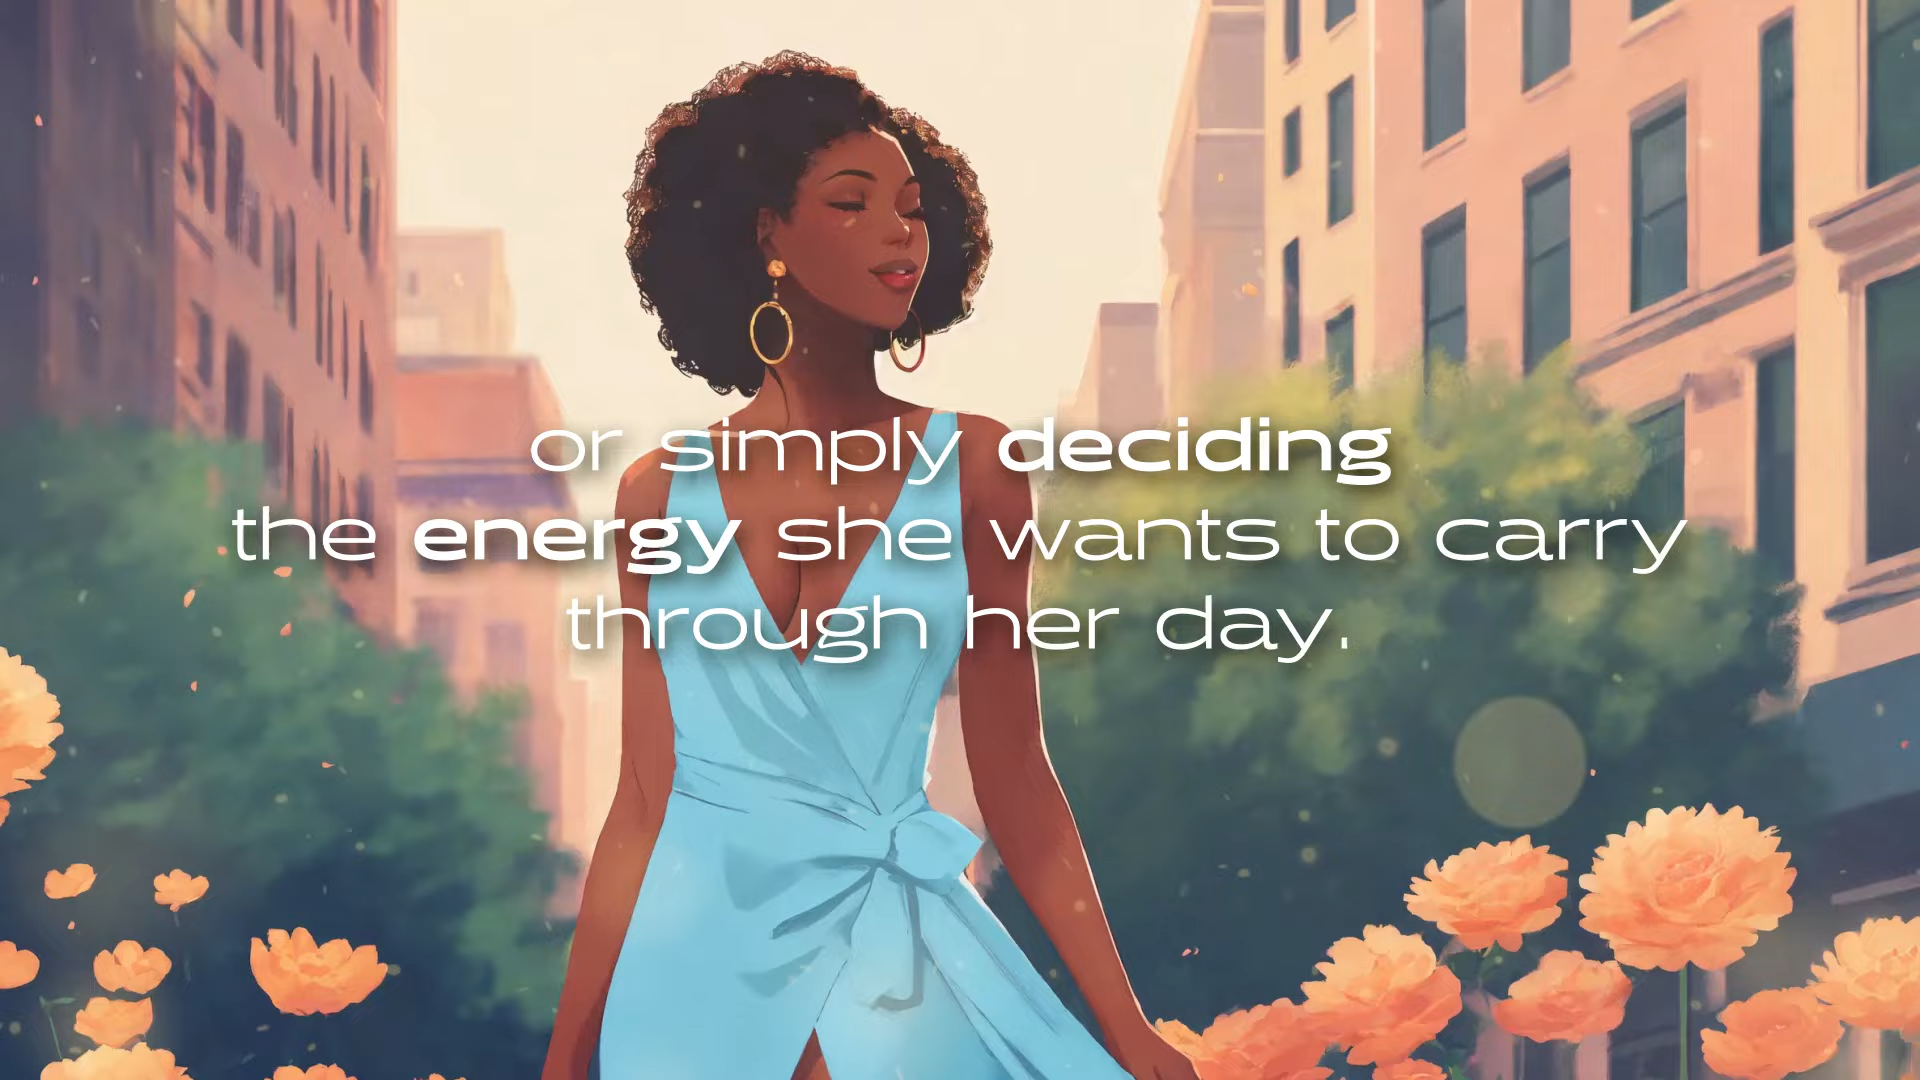 or simply deciding
the energy she wants to carry
through her day.